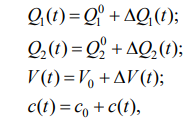 Q₁(t) = Q₁⁰ + ΔQ₁(t);
Q₂(t) = Q₂⁰ + ΔQ₂(t);
V(t) = V₀ + ΔV(t);
c(t) = c₀ + c(t),